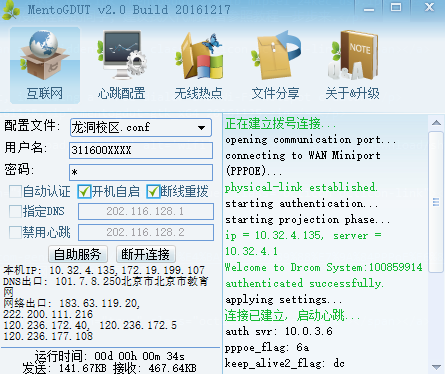 MentoGDUT v2.0 Build 20161217
互联网 心跳配置 无线热点 文件分享 关于&升级
NOTE
配置文件: 龙洞校区.conf
用户名: 311600XXXX
密码: *
自动认证 开机自启 断线重拨
指定DNS 202.116.128.1
禁用心跳 202.116.128.2
自助服务 断开连接
本机IP: 10.32.4.135, 172.19.199.107
DNS出口: 101.7.8.250北京市北京市教育
网
网络出口: 183.63.119.20,
222.200.111.216
120.236.172.40, 120.236.172.5
120.236.177.108
运行时间: 00d 00h 00m 34s
发送: 141.67KB 接收: 467.64KB
正在建立拨号连接...
opening communication port...
connecting to WAN Miniport
(PPPOE)...
physical-link established.
starting authentication...
starting projection phase...
ip = 10.32.4.135, server =
10.32.4.1
Welcome to Drcom System:100859914
authenticated successfully.
applying settings...
连接已建立, 启动心跳...
auth svr: 10.0.3.6
pppoe_flag: 6a
keep_alive2_flag: dc